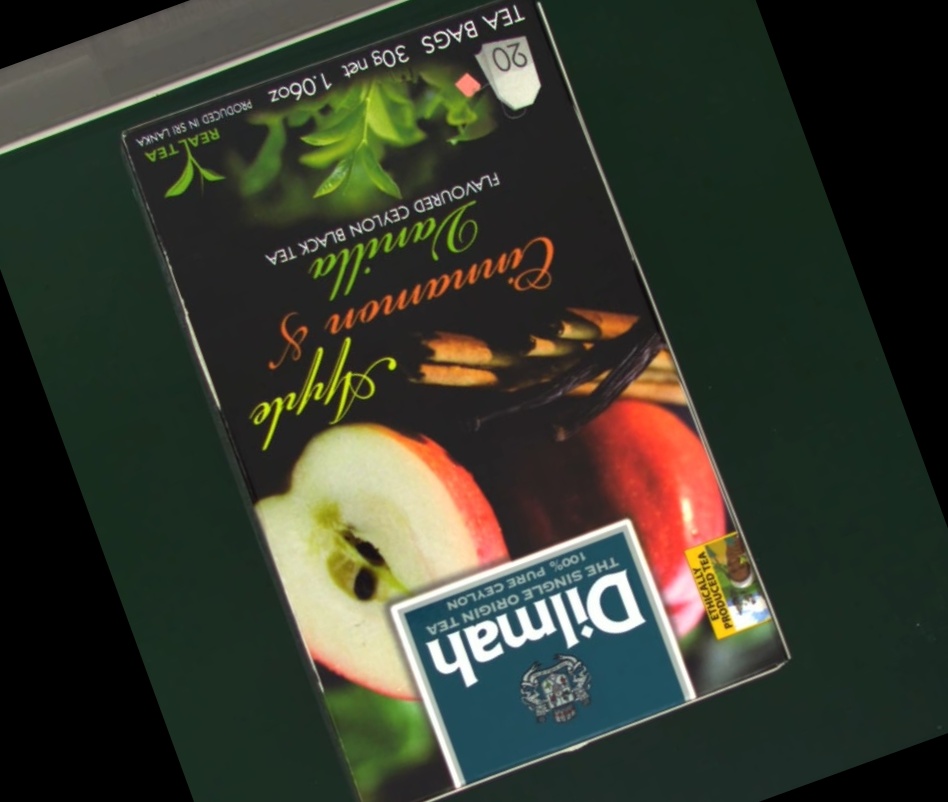 Dilmah
THE SINGLE ORIGIN TEA
100% PURE CEYLON
ETHICALLY
PRODUCED TEA
Apple
Cinnamon &
Vanilla
FLAVOURED CEYLON BLACK TEA
REAL TEA
PRODUCED IN SRI LANKA
20
TEA BAGS 30g net 1.06oz